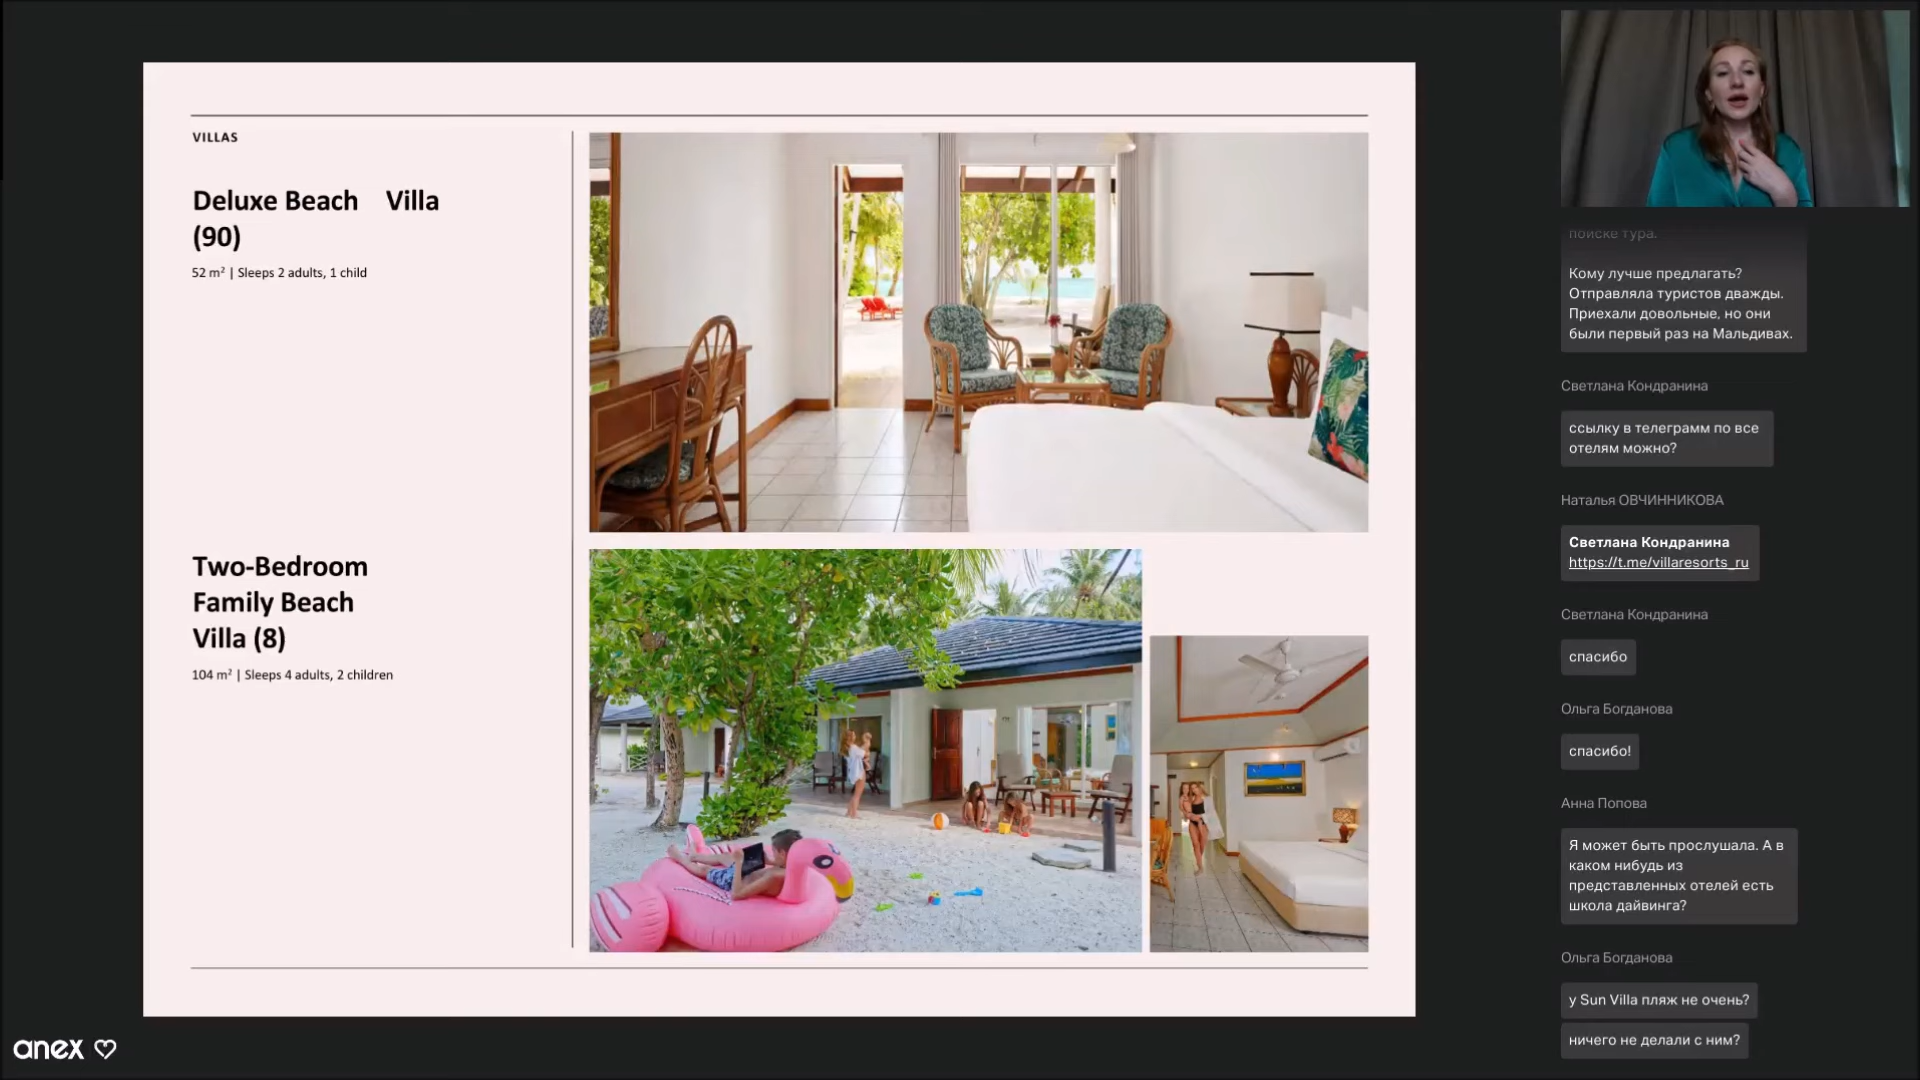 VILLAS
Deluxe Beach Villa
(90)
52 m² | Sleeps 2 adults, 1 child
Two-Bedroom
Family Beach
Villa (8)
104 m² | Sleeps 4 adults, 2 children
anex
поиске тура.
Кому лучше предлагать?
Отправляла туристов дважды.
Приехали довольные, но они
были первый раз на Мальдивах.
Светлана Кондранина
ссылку в телеграмм по все
отелям можно?
Наталья ОВЧИННИКОВА
Светлана Кондранина
https://t.me/villaresorts_ru
Светлана Кондранина
спасибо
Ольга Богданова
спасибо!
Анна Попова
Я может быть прослушала. А в
каком нибудь из
представленных отелей есть
школа дайвинга?
Ольга Богданова
у Sun Villa пляж не очень?
ничего не делали с ним?